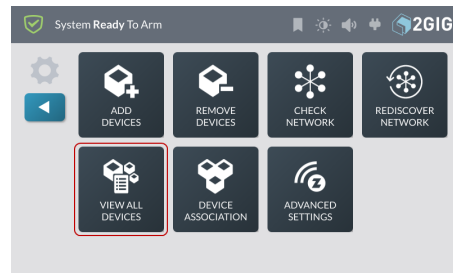 System Ready To Arm
2GIG
ADD
DEVICES
REMOVE
DEVICES
CHECK
NETWORK
REDISCOVER
NETWORK
VIEW ALL
DEVICES
DEVICE
ASSOCIATION
ADVANCED
SETTINGS